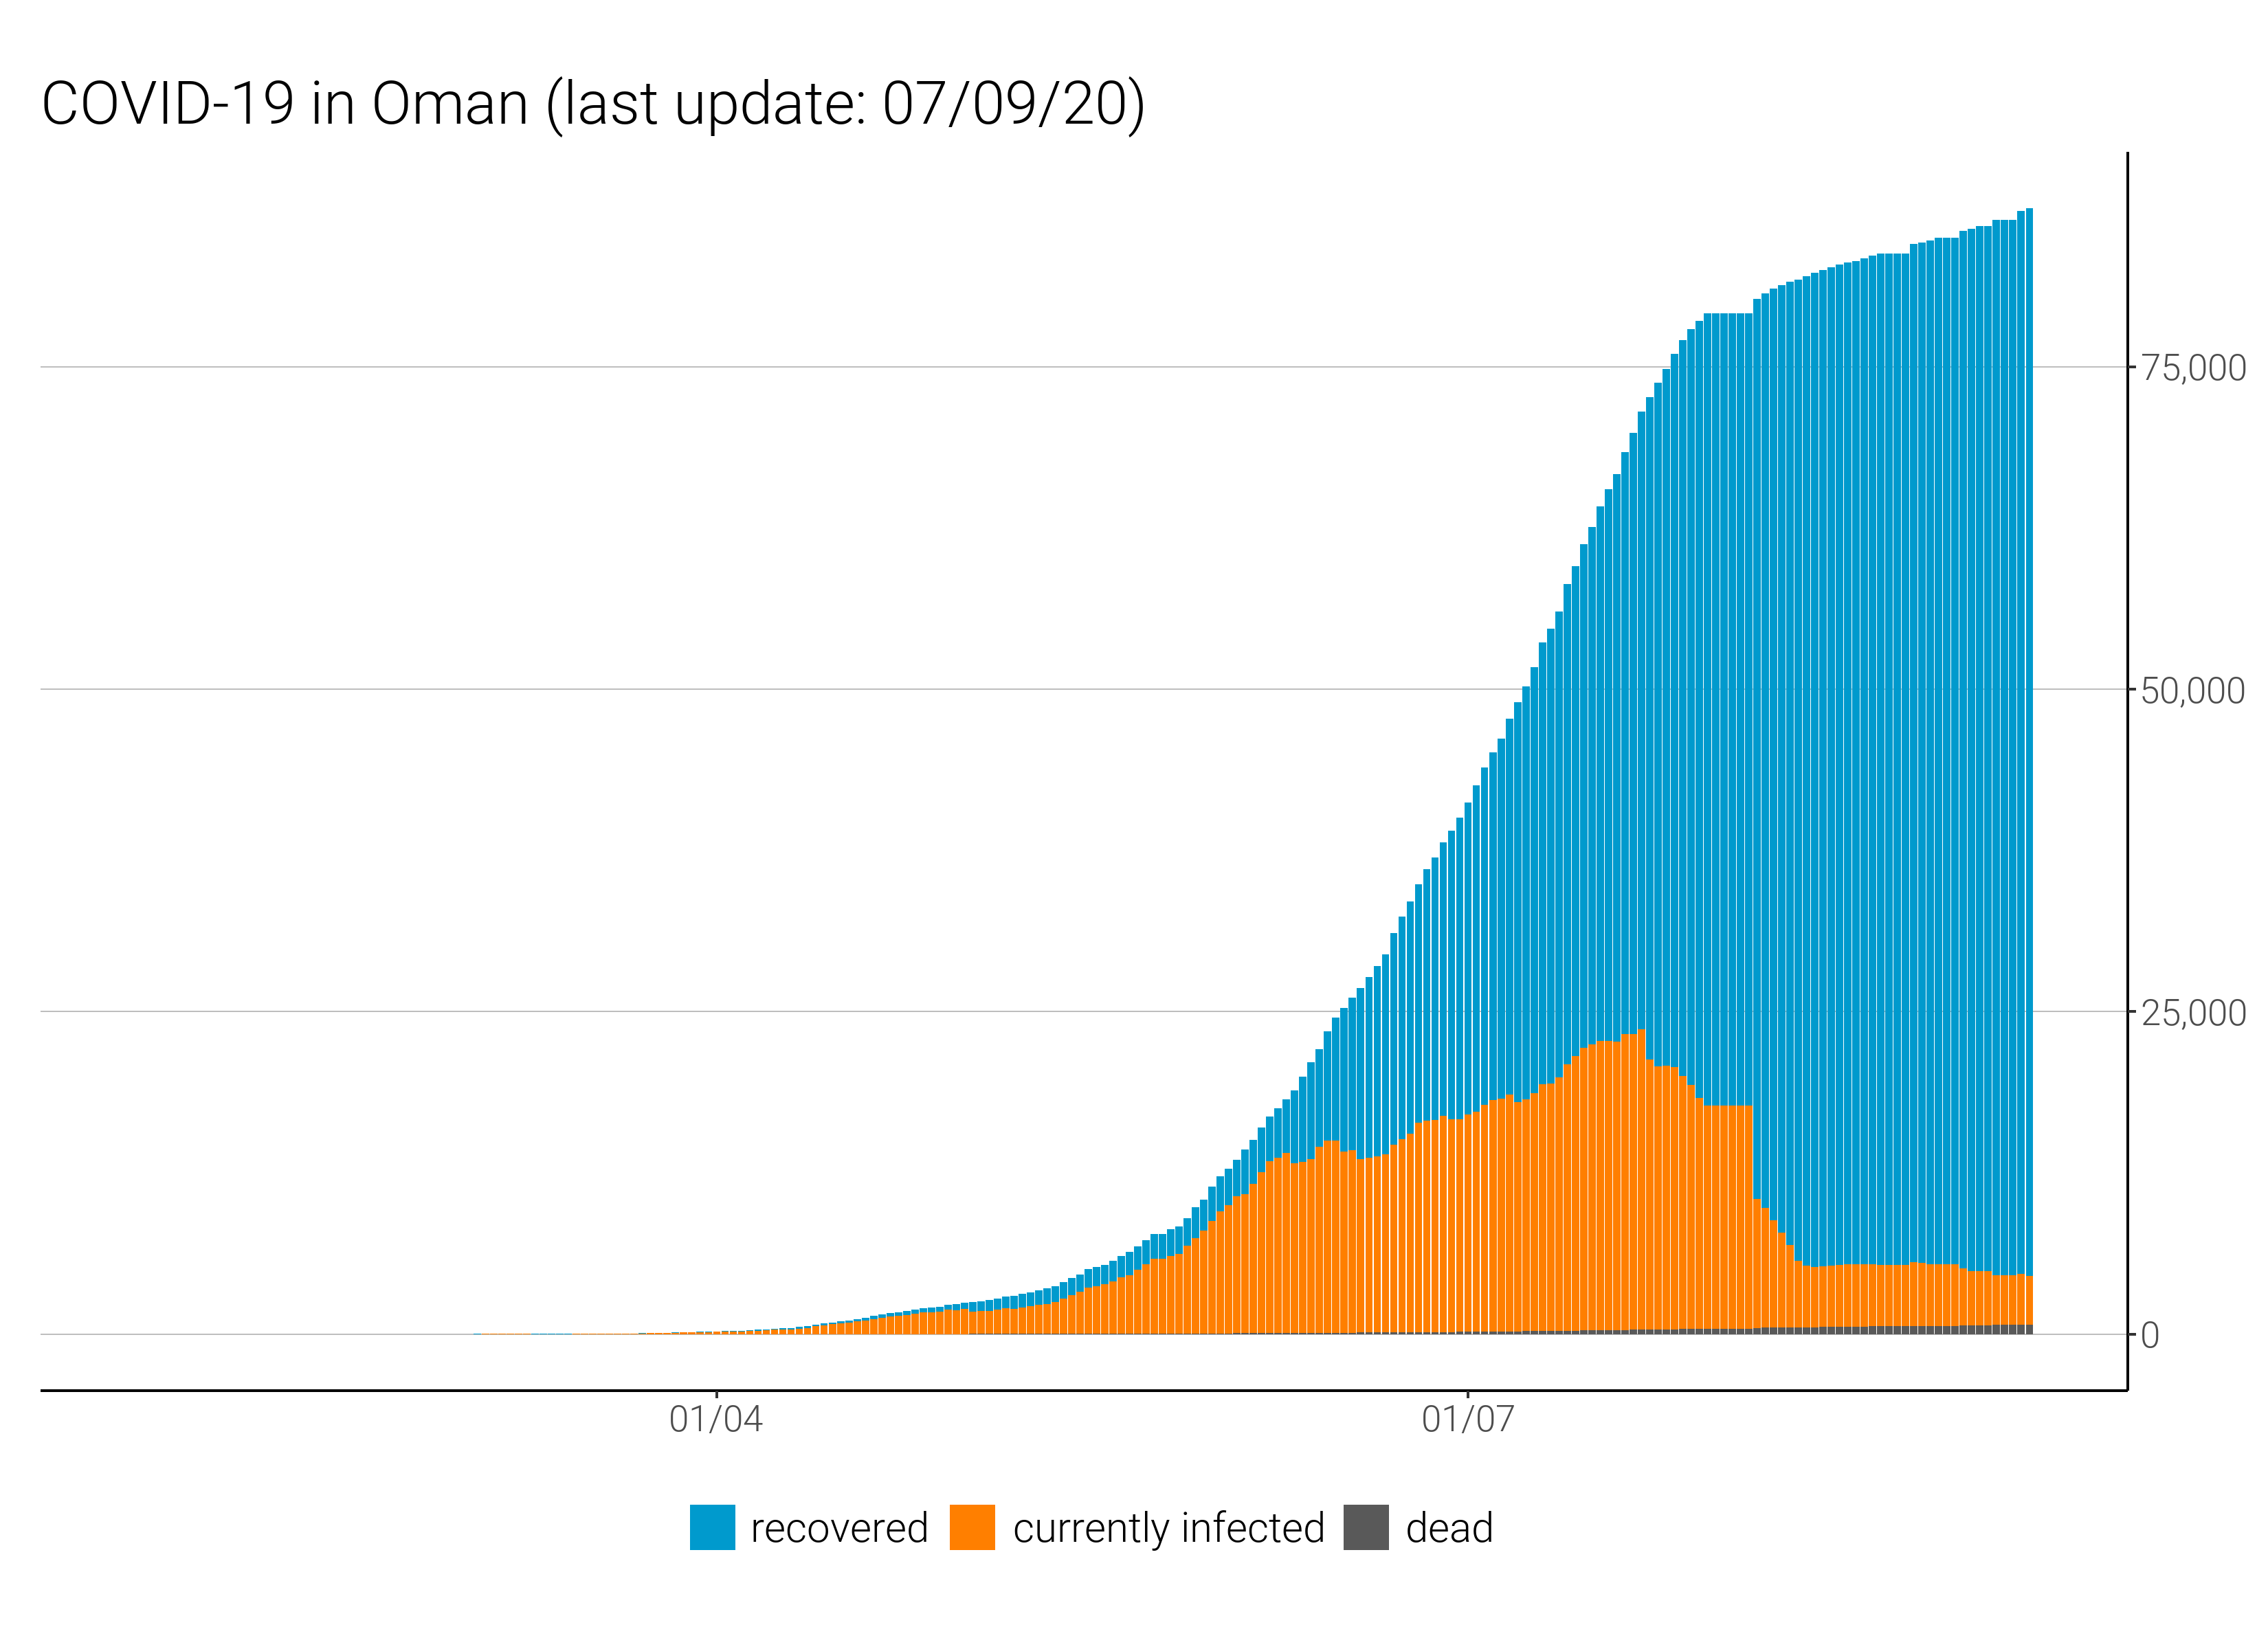 COVID-19 in Oman (last update: 07/09/20)
75,000
50,000
25,000
0
01/04 01/07
recovered currently infected dead